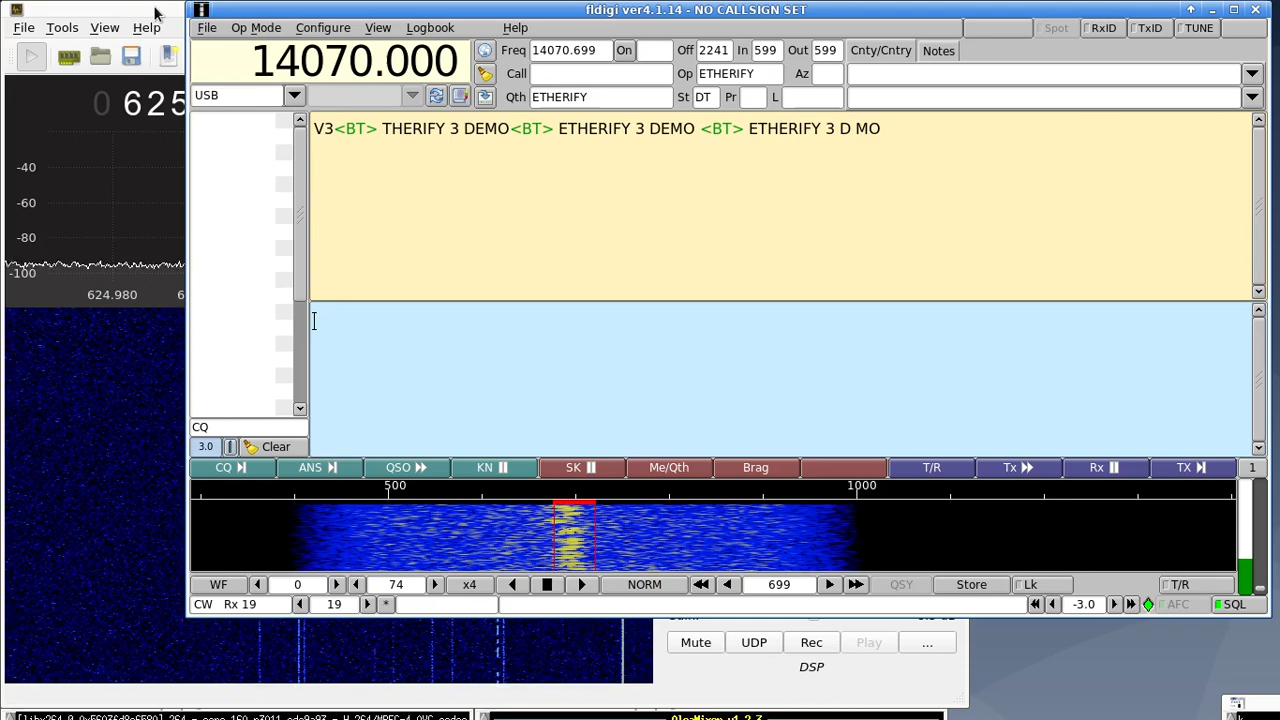 fldigi ver4.1.14 - NO CALLSIGN SET
File Tools View Help
File Op Mode Configure View Logbook Help
Spot RxID TxID TUNE
14070.000
Freq 14070.699 On Off 2241 In 599 Out 599 Cnty/Cntry Notes
Call Op ETHERIFY Az
USB
Qth ETHERIFY St DT Pr L
0 625
V3<BT> THERIFY 3 DEMO<BT> ETHERIFY 3 DEMO <BT> ETHERIFY 3 D MO
-40
-60
-80
-100
624.980 6
CQ
3.0 Clear
CQ ANS QSO KN SK Me/Qth Brag T/R Tx Rx TX 1
500 1000
WF 0 74 x4 NORM 699 QSY Store Lk T/R
CW Rx 19 19 * -3.0 AFC SQL
Mute UDP Rec Play ...
DSP